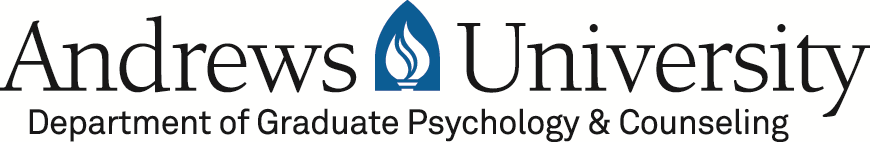 Andrews University
Department of Graduate Psychology & Counseling